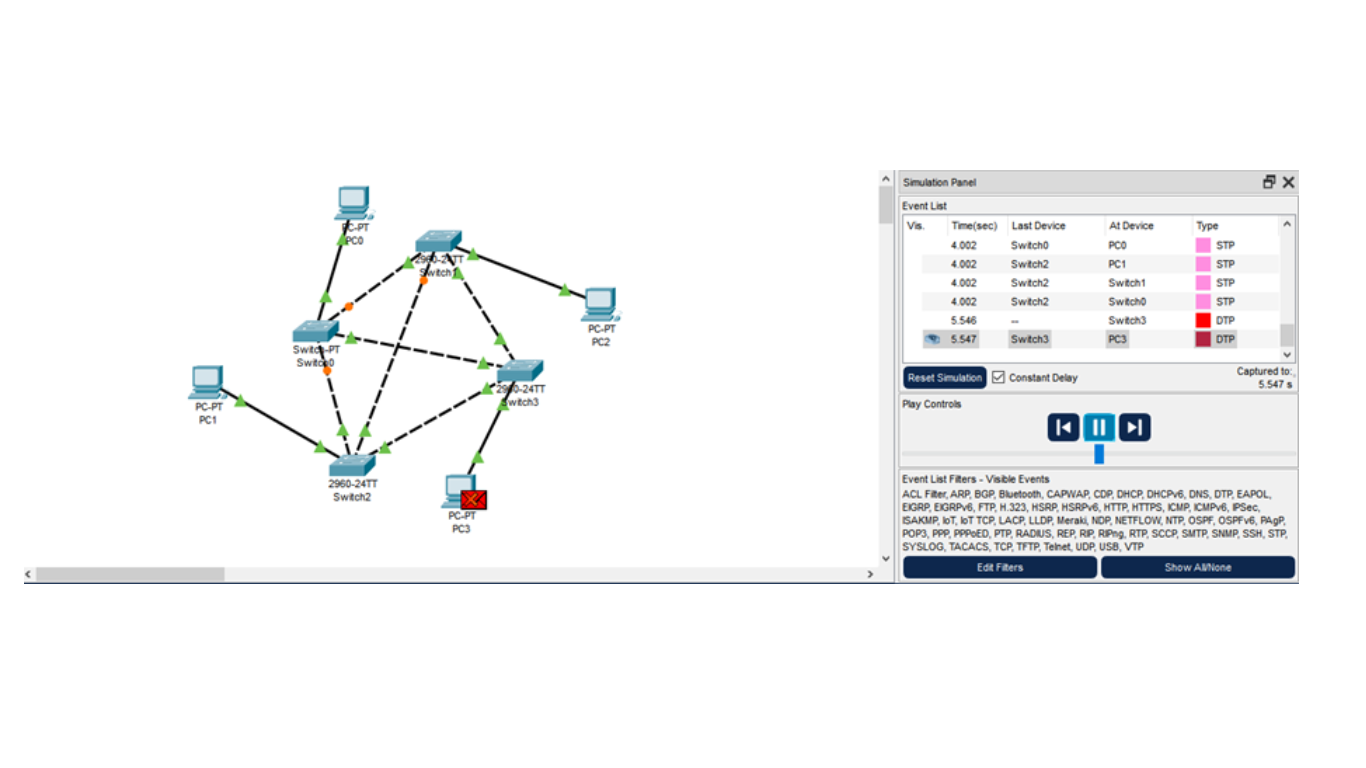 PC-PT
PC0
2960-24TT
Switch1
PC-PT
PC2
Switch-PT
Switch0
2960-24TT
Switch3
PC-PT
PC1
2960-24TT
Switch2
PC-PT
PC3
Simulation Panel
Event List
Vis. Time(sec) Last Device At Device Type
4.002 Switch0 PC0 STP
4.002 Switch2 PC1 STP
4.002 Switch2 Switch1 STP
4.002 Switch2 Switch0 STP
5.546 -- Switch3 DTP
5.547 Switch3 PC3 DTP
Reset Simulation Constant Delay Captured to:
5.547 s
Play Controls
Event List Filters - Visible Events
ACL Filter, ARP, BGP, Bluetooth, CAPWAP, CDP, DHCP, DHCPv6, DNS, DTP, EAPOL,
EIGRP, EIGRPv6, FTP, H.323, HSRP, HSRPv6, HTTP, HTTPS, ICMP, ICMPv6, IPSec,
ISAKMP, IoT, IoT TCP, LACP, LLDP, Meraki, NDP, NETFLOW, NTP, OSPF, OSPFv6, PAgP,
POP3, PPP, PPPoED, PTP, RADIUS, REP, RIP, RIPng, RTP, SCCP, SMTP, SNMP, SSH, STP,
SYSLOG, TACACS, TCP, TFTP, Telnet, UDP, USB, VTP
Edit Filters Show All/None